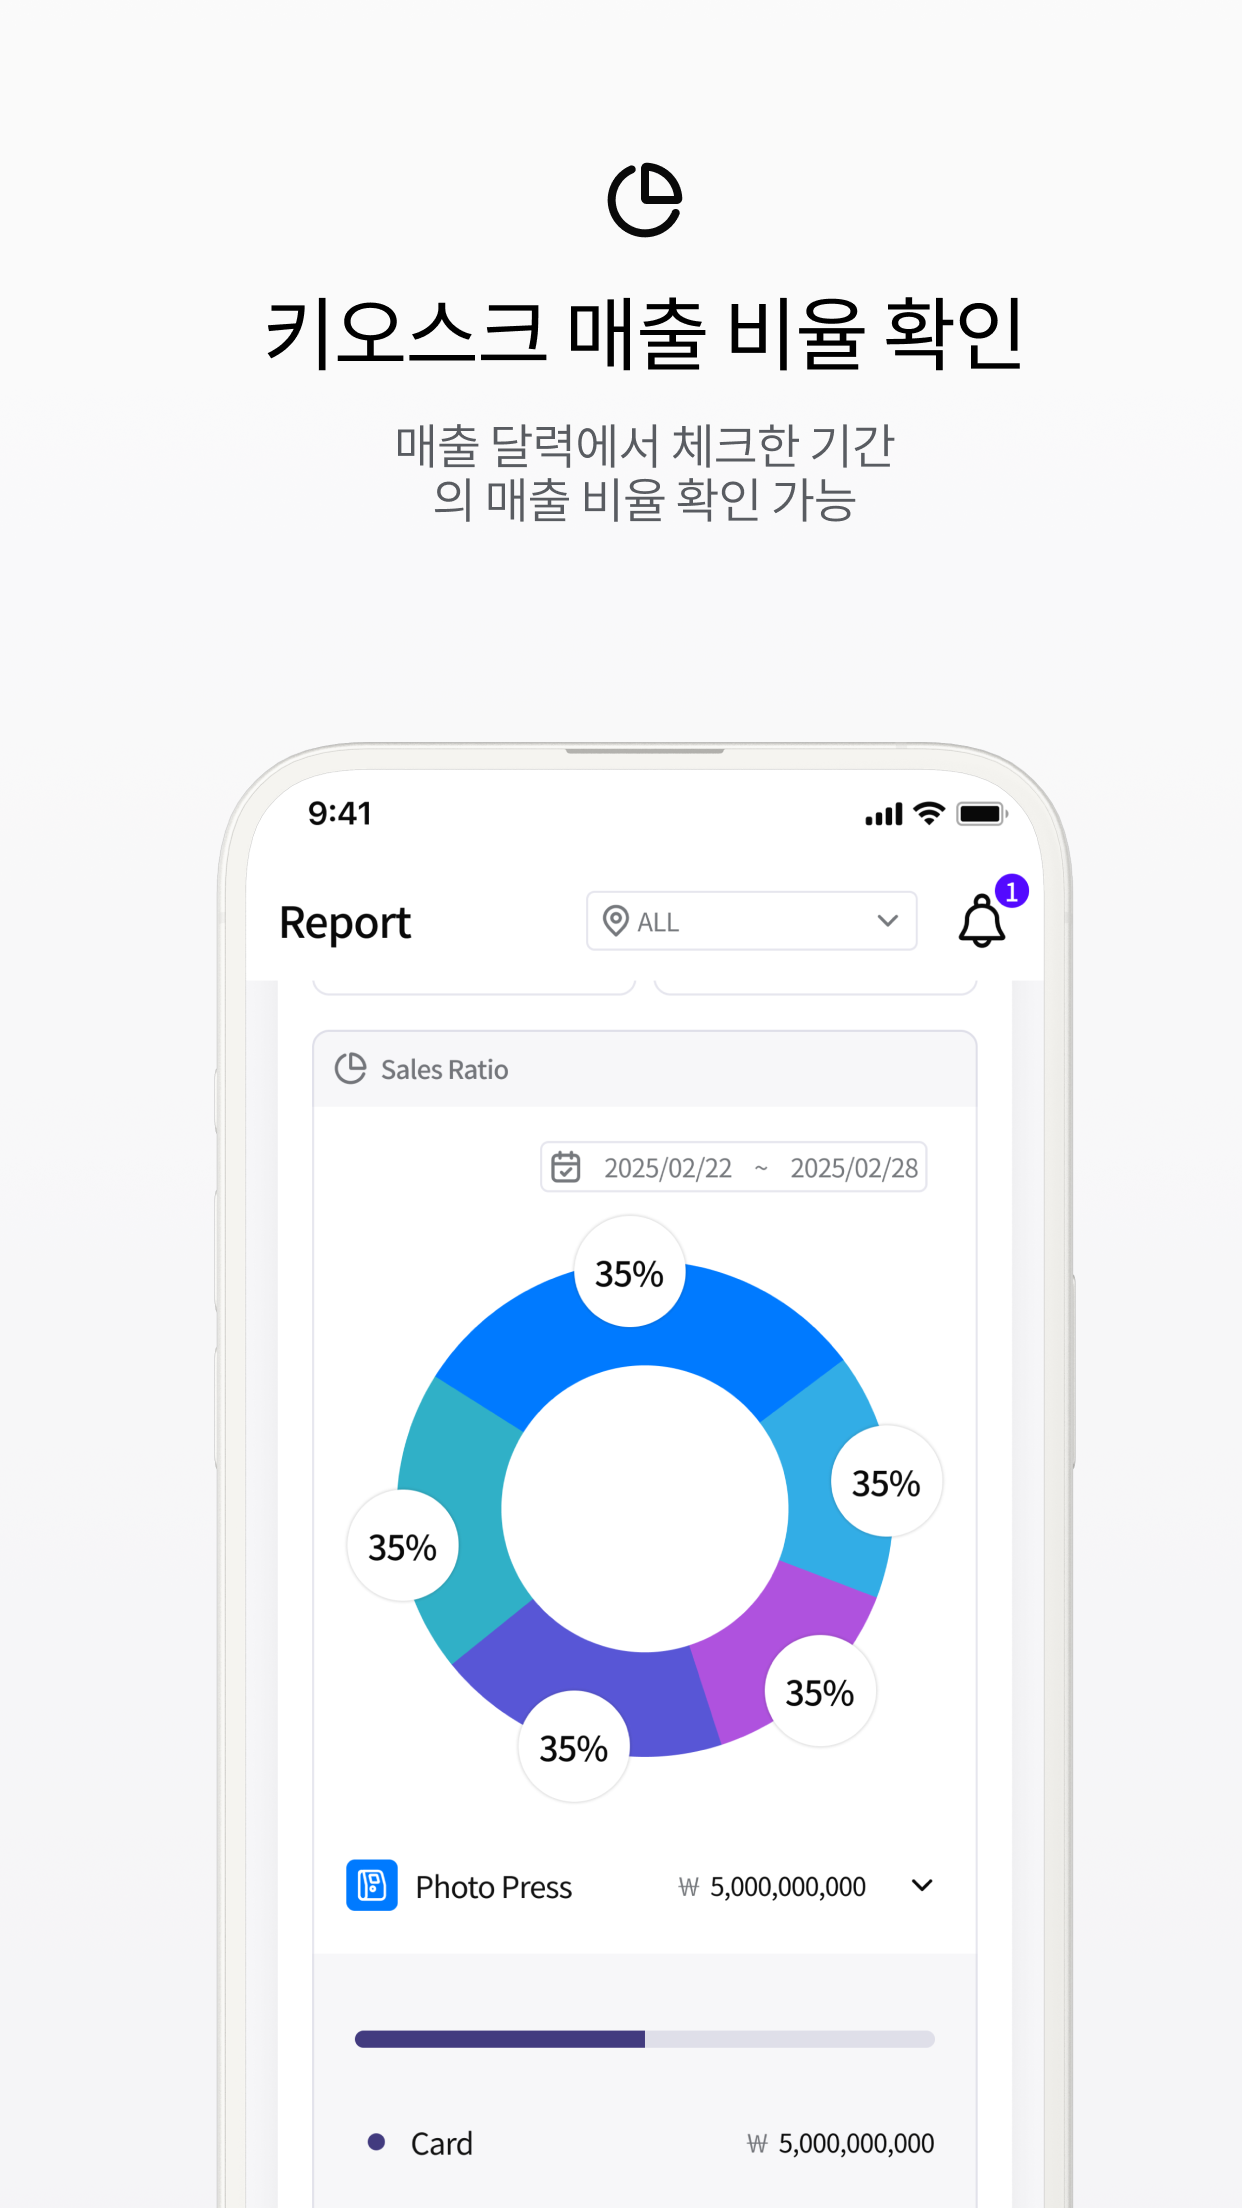 키오스크 매출 비율 확인
매출 달력에서 체크한 기간
의 매출 비율 확인 가능
9:41
Report
ALL
1
Sales Ratio
2025/02/22 ~ 2025/02/28
35%
35%
35%
35%
35%
Photo Press ₩ 5,000,000,000
Card ₩ 5,000,000,000